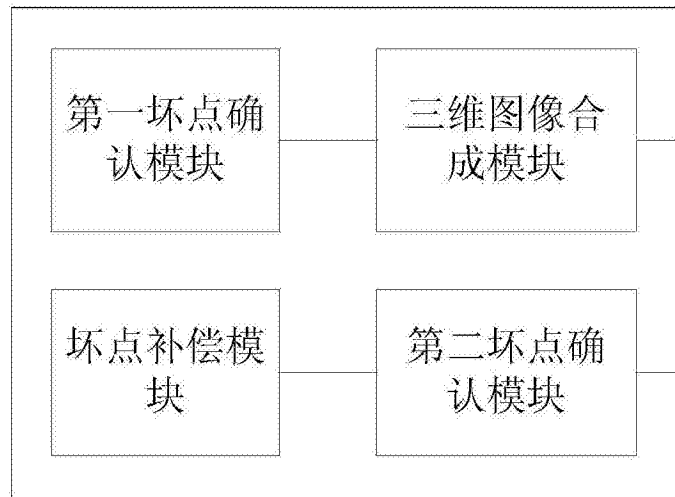 第一坏点确
认模块
三维图像合
成模块
坏点补偿模
块
第二坏点确
认模块